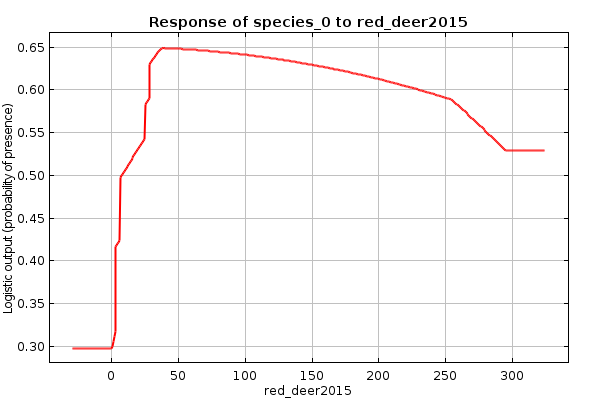 Response of species_0 to red_deer2015
Logistic output (probability of presence)
0.65
0.60
0.55
0.50
0.45
0.40
0.35
0.30
0 50 100 150 200 250 300
red_deer2015